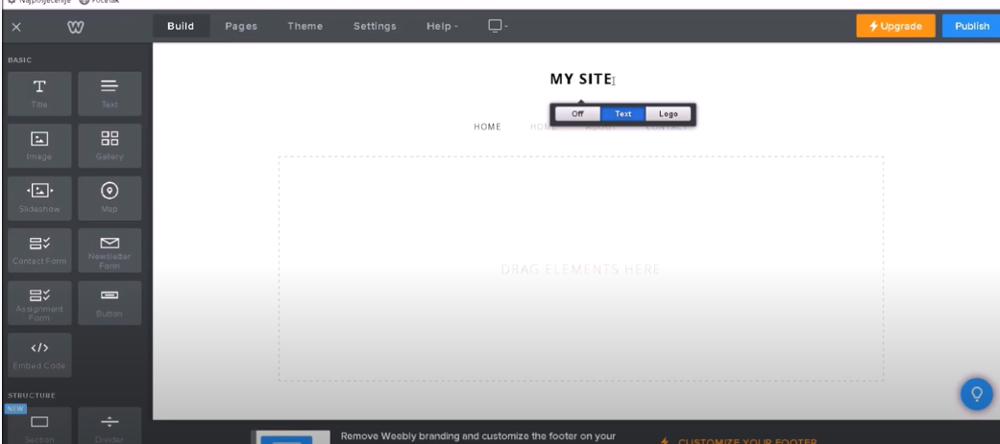 Najposjećenije Početak
Build Pages Theme Settings Help
Upgrade Publish
BASIC
Title Text
Image Gallery
Slideshow Map
Contact Form Newsletter Form
Assignment Form Button
</>
Embed Code
STRUCTURE
NEW
Section Divider
MY SITE
Off Text Logo
HOME HOME ABOUT CONTACT
DRAG ELEMENTS HERE
Remove Weebly branding and customize the footer on your
CUSTOMIZE YOUR FOOTER